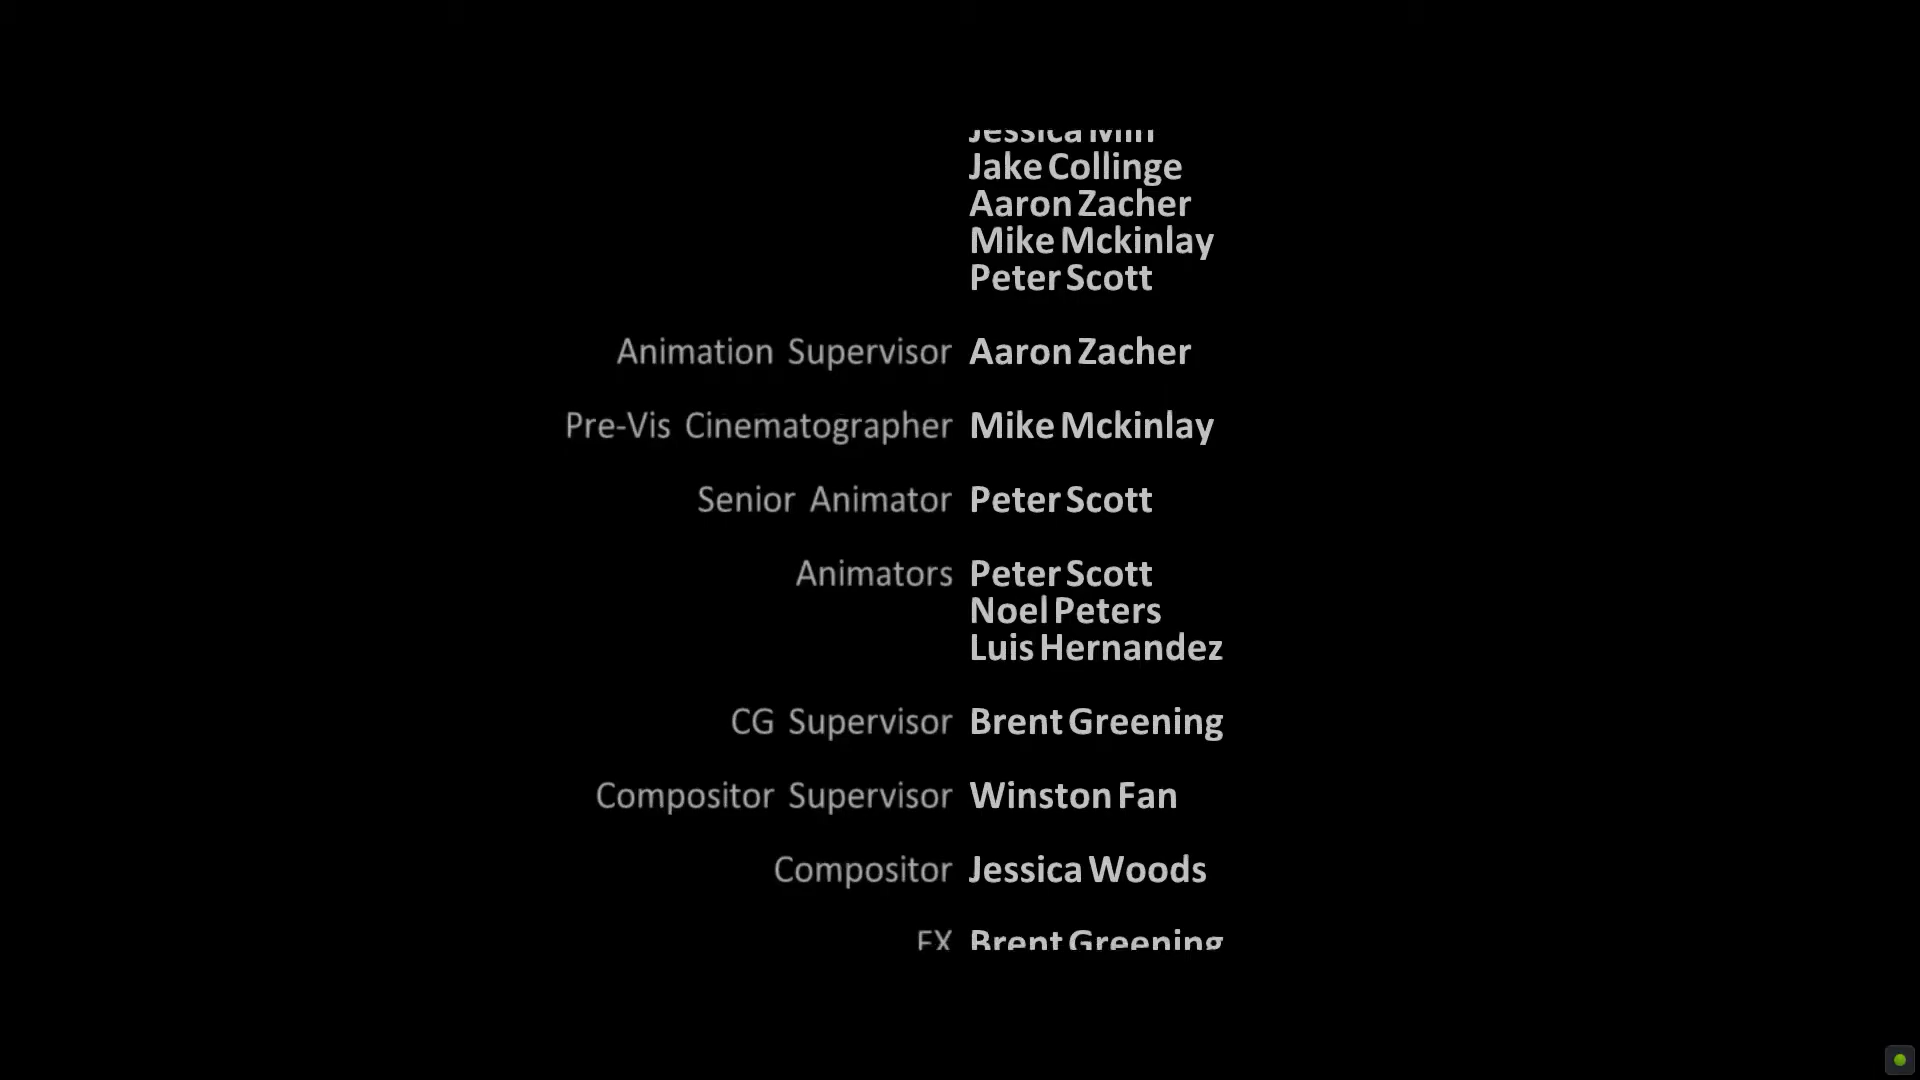 Jake Collinge
Aaron Zacher
Mike Mckinlay
Peter Scott
Animation Supervisor Aaron Zacher
Pre-Vis Cinematographer Mike Mckinlay
Senior Animator Peter Scott
Animators Peter Scott
Noel Peters
Luis Hernandez
CG Supervisor Brent Greening
Compositor Supervisor Winston Fan
Compositor Jessica Woods
Brent Greening